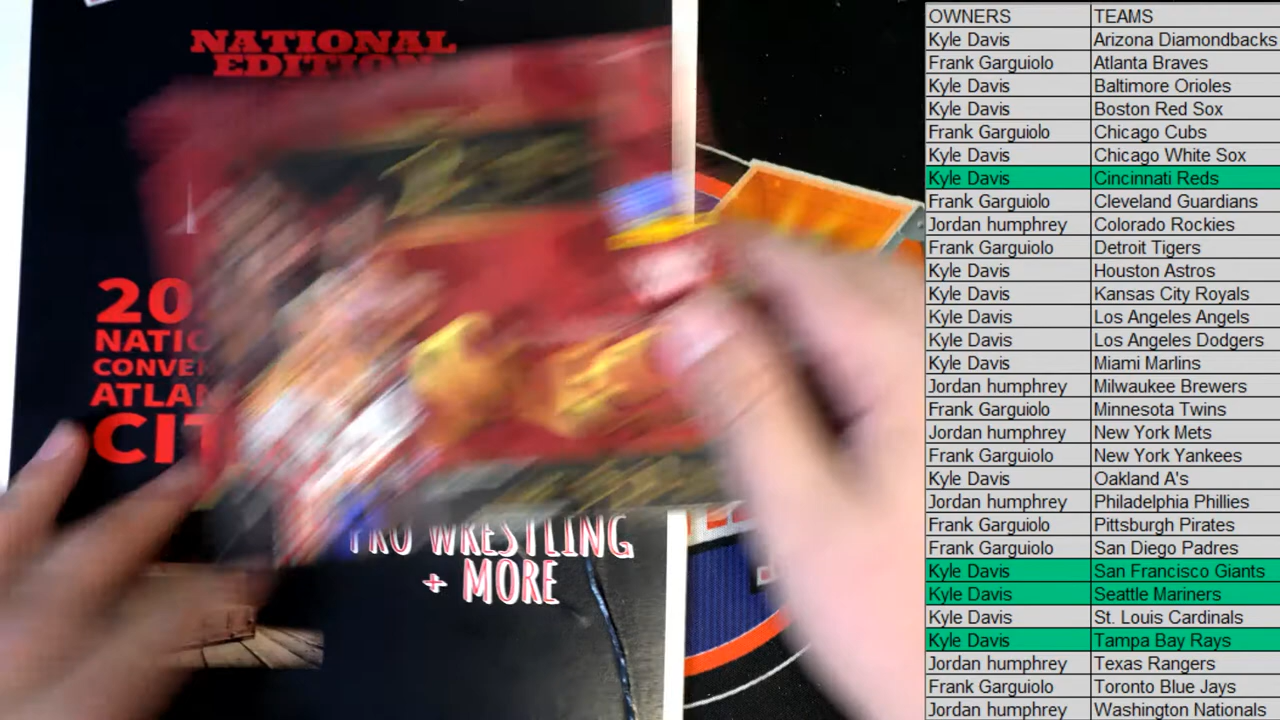 NATIONAL
EDITION
20
NATIO
CONVE
ATLAN
CIT
PRO WRESTLING
+ MORE
OWNERS TEAMS
Kyle Davis Arizona Diamondbacks
Frank Garguiolo Atlanta Braves
Kyle Davis Baltimore Orioles
Kyle Davis Boston Red Sox
Frank Garguiolo Chicago Cubs
Kyle Davis Chicago White Sox
Kyle Davis Cincinnati Reds
Frank Garguiolo Cleveland Guardians
Jordan humphrey Colorado Rockies
Frank Garguiolo Detroit Tigers
Kyle Davis Houston Astros
Kyle Davis Kansas City Royals
Kyle Davis Los Angeles Angels
Kyle Davis Los Angeles Dodgers
Kyle Davis Miami Marlins
Jordan humphrey Milwaukee Brewers
Frank Garguiolo Minnesota Twins
Jordan humphrey New York Mets
Frank Garguiolo New York Yankees
Kyle Davis Oakland A's
Jordan humphrey Philadelphia Phillies
Frank Garguiolo Pittsburgh Pirates
Frank Garguiolo San Diego Padres
Kyle Davis San Francisco Giants
Kyle Davis Seattle Mariners
Kyle Davis St. Louis Cardinals
Kyle Davis Tampa Bay Rays
Jordan humphrey Texas Rangers
Frank Garguiolo Toronto Blue Jays
Jordan humphrey Washington Nationals